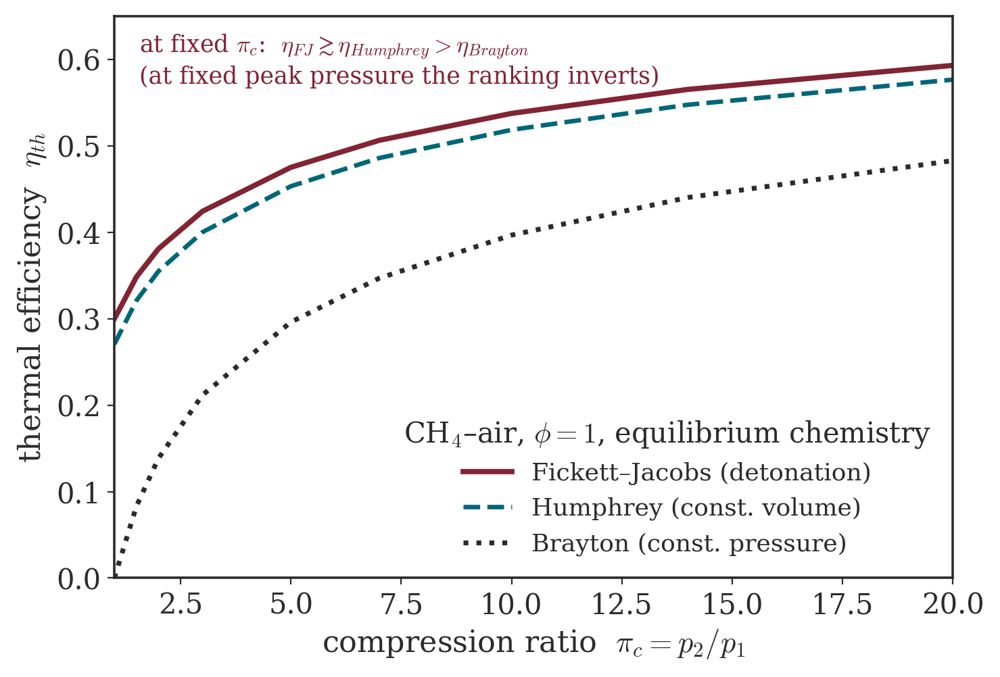 at fixed π_c: η_FJ ≳ η_Humphrey > η_Brayton
(at fixed peak pressure the ranking inverts)
thermal efficiency η_th
0.6
0.5
0.4
0.3
0.2
0.1
0.0
CH₄–air, ϕ = 1, equilibrium chemistry
Fickett–Jacobs (detonation)
Humphrey (const. volume)
Brayton (const. pressure)
2.5 5.0 7.5 10.0 12.5 15.0 17.5 20.0
compression ratio π_c = p₂/p₁